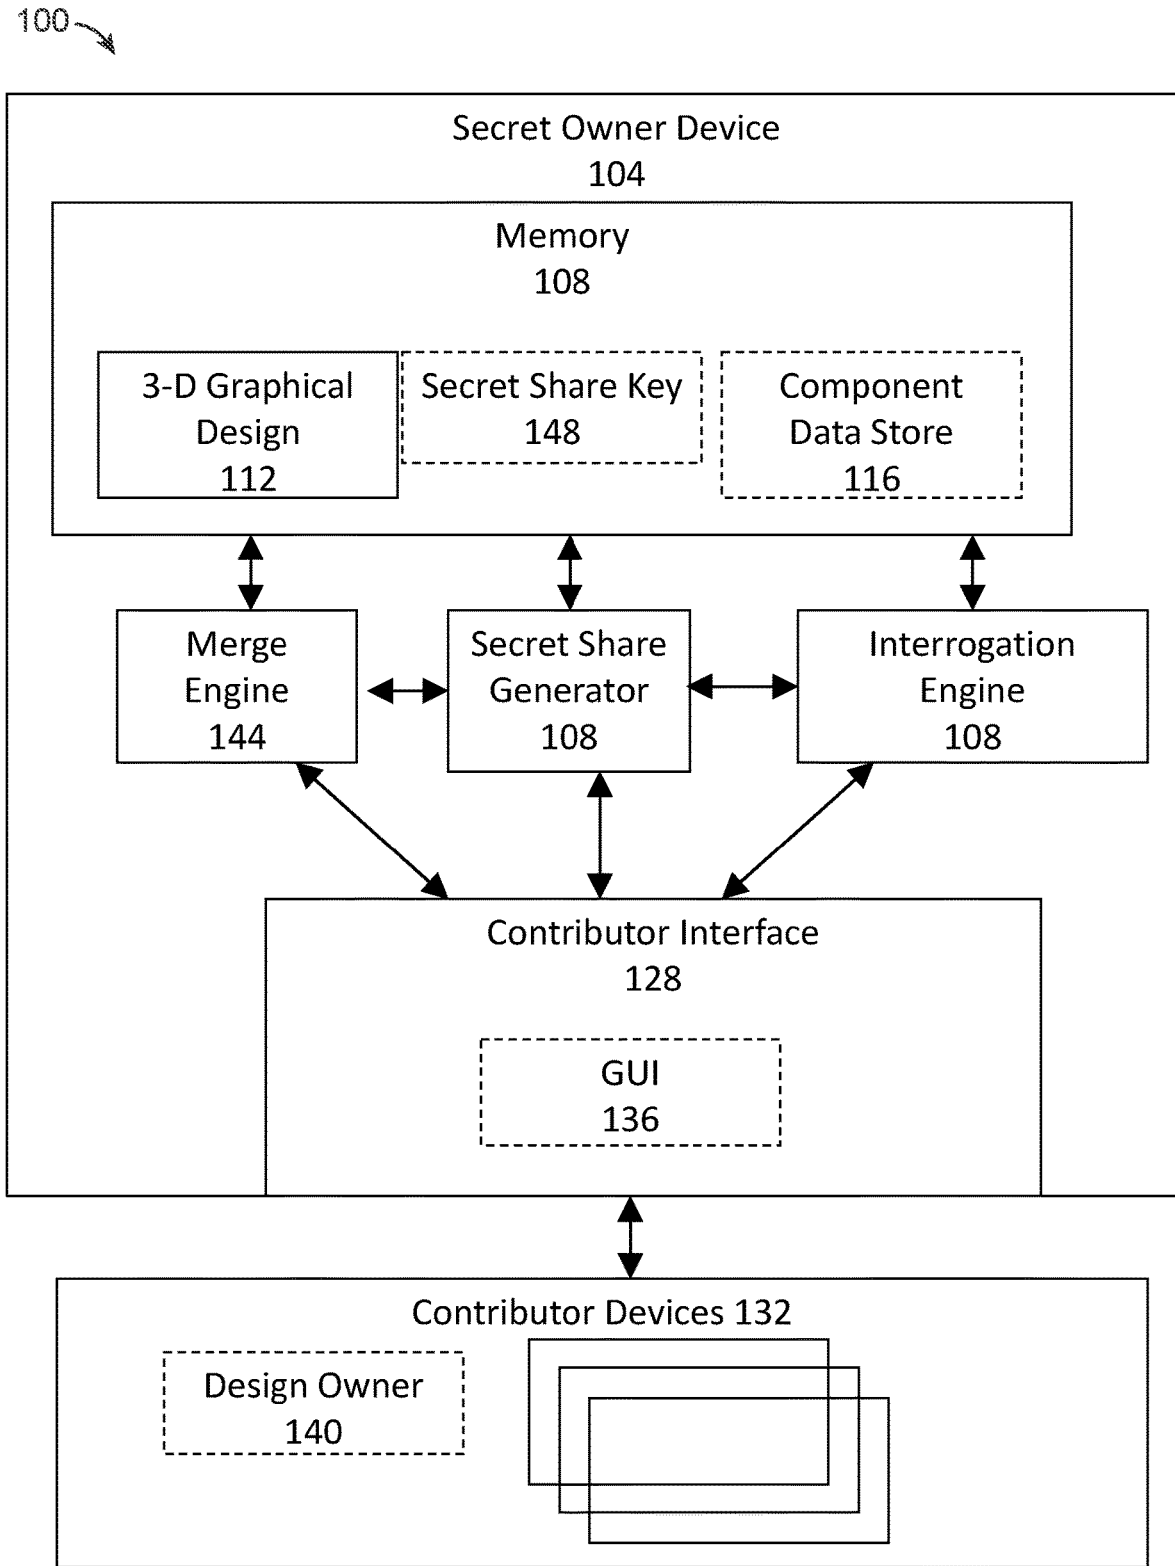 100
Secret Owner Device
104
Memory
108
3-D Graphical
Design
112
Secret Share Key
148
Component
Data Store
116
Merge
Engine
144
Secret Share
Generator
108
Interrogation
Engine
108
Contributor Interface
128
GUI
136
Contributor Devices 132
Design Owner
140